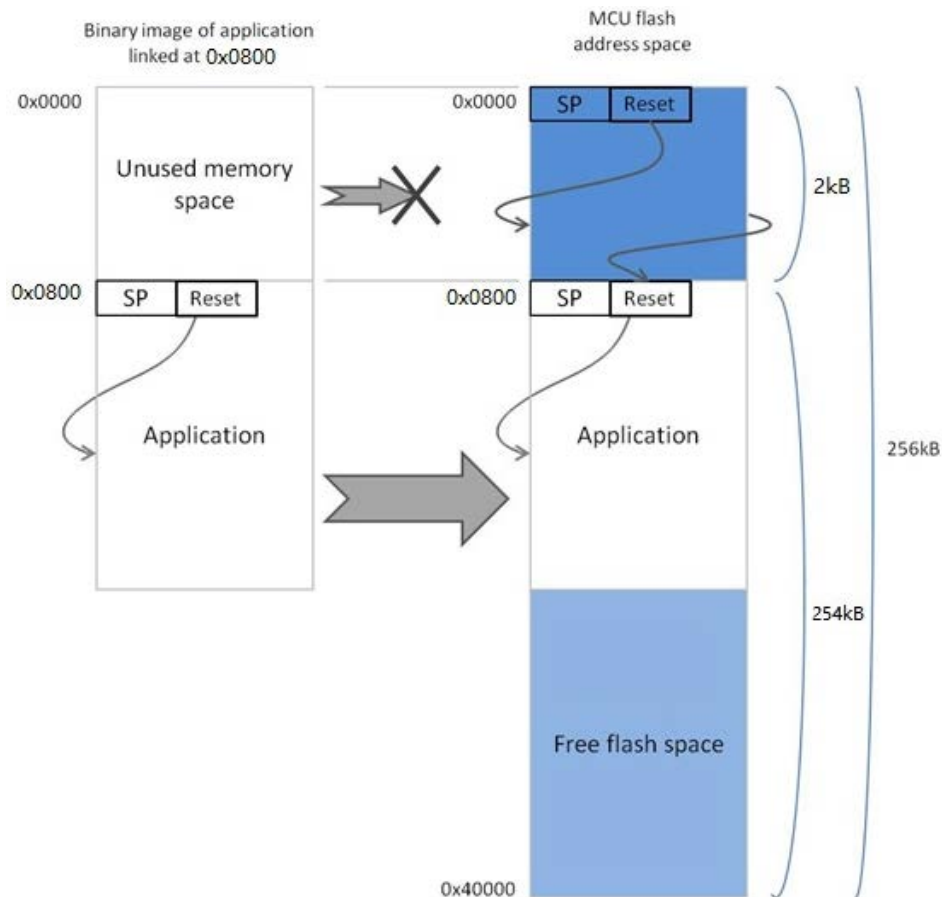 Binary image of application
linked at 0x0800
MCU flash
address space
0x0000
0x0000
SP
Reset
Unused memory
space
2kB
0x0800
SP
Reset
0x0800
SP
Reset
Application
Application
256kB
254kB
Free flash space
0x40000